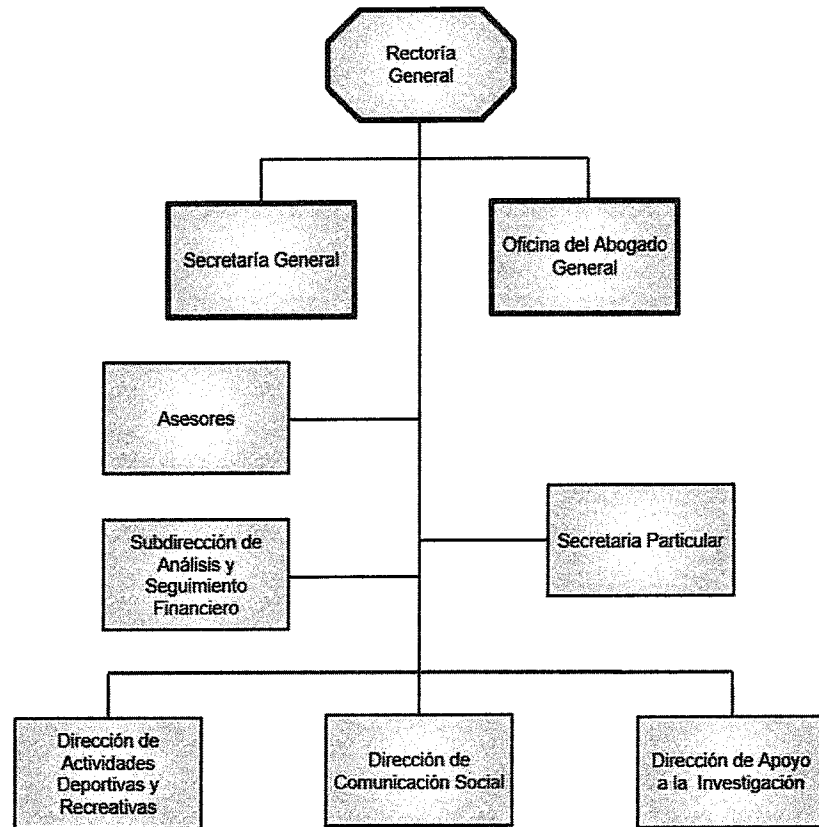 Rectoría
General
Secretaría General
Oficina del Abogado
General
Asesores
Secretaria Particular
Subdirección de
Análisis y
Seguimiento
Financiero
Dirección de
Actividades
Deportivas y
Recreativas
Dirección de
Comunicación Social
Dirección de Apoyo
a la Investigación